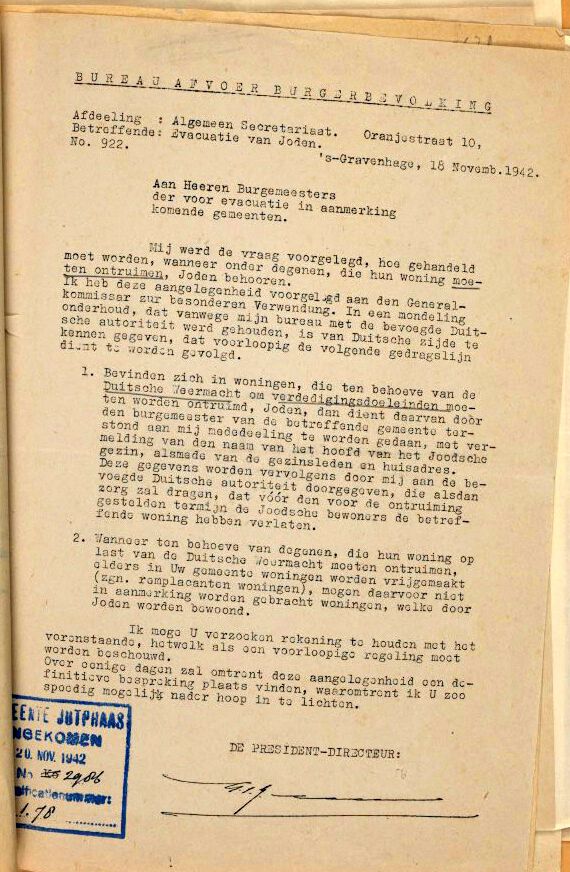 BUREAU AFVOER BURGERBEVOLKING
Afdeeling : Algemeen Secretariaat. Oranjestraat 10,
Betreffende: Evacuatie van Joden.
No. 922.
's-Gravenhage, 18 Novemb.1942.
Aan Heeren Burgemeesters
der voor evacuatie in aanmerking
komende gemeenten.
Mij werd de vraag voorgelegd, hoe gehandeld
moet worden, wanneer onder degenen, die hun woning moe-
ten ontruimen, Joden behooren.
Ik heb deze aangelegenheid voorgelegd aan den General-
kommissar zur besonderen Verwendung. In een mondeling
onderhoud, dat vanwege mijn bureau met de bevoegde Duit-
sche autoriteit werd gehouden, is van Duitsche zijde te
kennen gegeven, dat voorloopig de volgende gedragslijn
dient te worden gevolgd.
1. Bevinden zich in woningen, die ten behoeve van de
Duitsche Weermacht om verdedigingsdoeleinden moe-
ten worden ontruimd, Joden, dan dient daarvan door
den burgemeester van de betreffende gemeente ter-
stond aan mij mededeeling te worden gedaan, met ver-
melding van den naam van het hoofd van het Joodsche
gezin, alsmede van de gezinsleden en huisadres.
Deze gegevens worden vervolgens door mij aan de be-
voegde Duitsche autoriteit doorgegeven, die alsdan
zorg zal dragen, dat vóór den voor de ontruiming
gestelden termijn de Joodsche bewoners de betref-
fende woning hebben verlaten.
2. Wanneer ten behoeve van degenen, die hun woning op
last van de Duitsche Weermacht moeten ontruimen,
elders in Uw gemeente woningen worden vrijgemaakt
(zgn. remplacanten woningen), mogen daarvoor niet
in aanmerking worden gebracht woningen, welke door
Joden worden bewoond.
Ik moge U verzoeken rekening te houden met het
vorenstaande, hetwelk als een voorloopige regeling moet
worden beschouwd.
Over eenige dagen zal omtrent deze aangelegenheid een de-
finitieve bespreking plaats vinden, waaromtrent ik U zoo
spoedig mogelijk nader hoop in te lichten.
DE PRESIDENT-DIRECTEUR:
EENTE JUTPHAAS
NGEKOMEN
20. NOV. 1942
No 2986
sificatienummer:
1.78